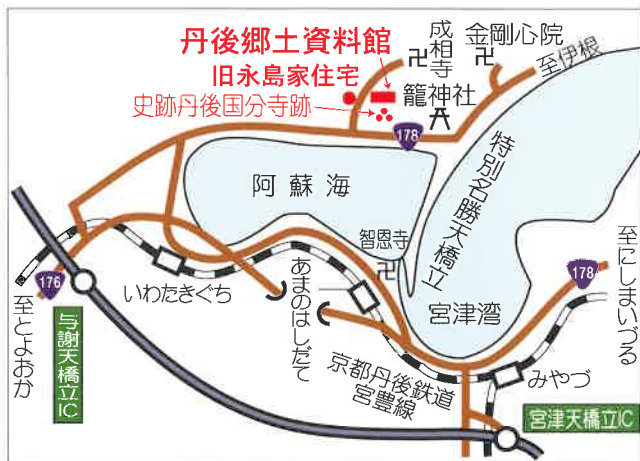 丹後郷土資料館
旧永島家住宅
史跡丹後国分寺跡
成相寺
金剛心院
至伊根
籠神社
178
阿蘇海
特別名勝天橋立
智恩寺
宮津湾
178
至にしまいづる
176
至とよおか
いわたきぐち
あまのはしだて
与謝天橋立IC
京都丹後鉄道
宮豊線
みやづ
宮津天橋立IC